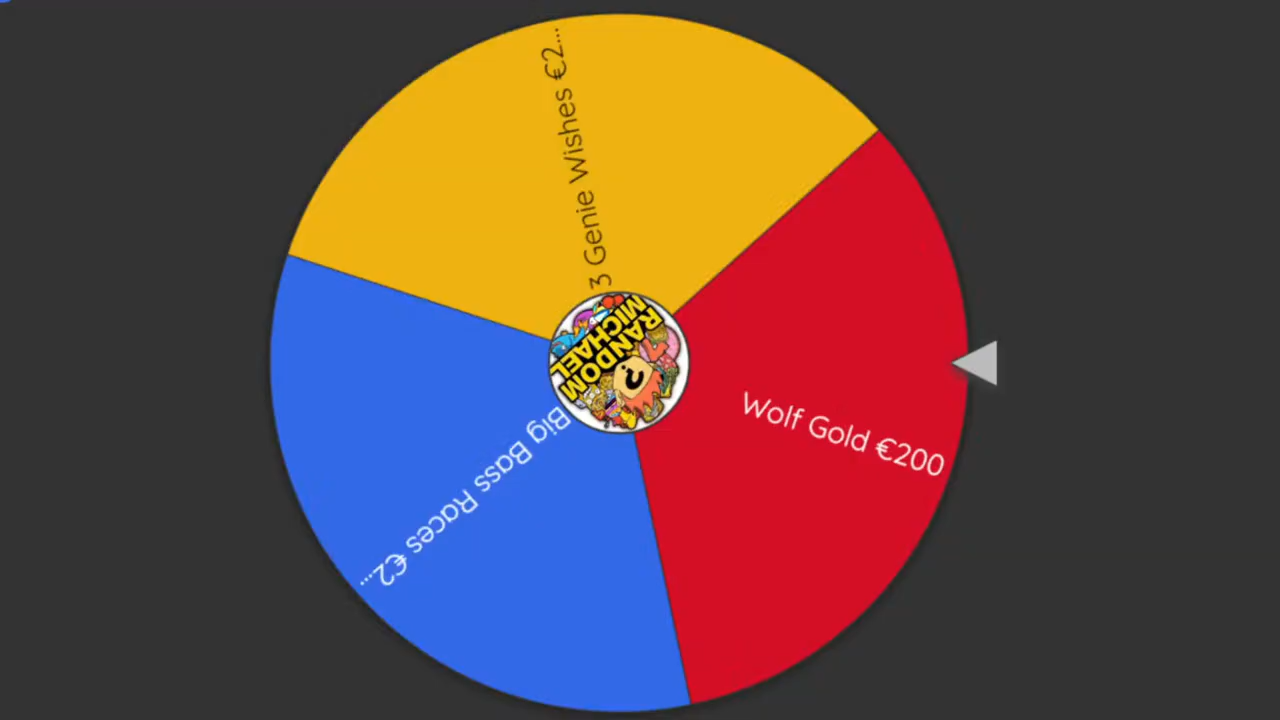 3 Genie Wishes €2...
Wolf Gold €200
Big Bass Races €2...
RANDOM
MICHAEL